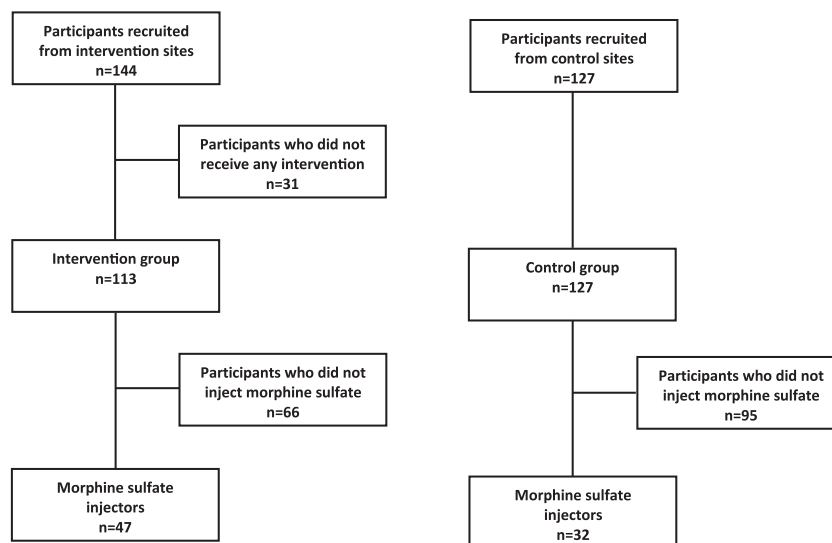 Participants recruited
from intervention sites
n=144
Participants who did not
receive any intervention
n=31
Intervention group
n=113
Participants who did not
inject morphine sulfate
n=66
Morphine sulfate
injectors
n=47
Participants recruited
from control sites
n=127
Control group
n=127
Participants who did not
inject morphine sulfate
n=95
Morphine sulfate
injectors
n=32